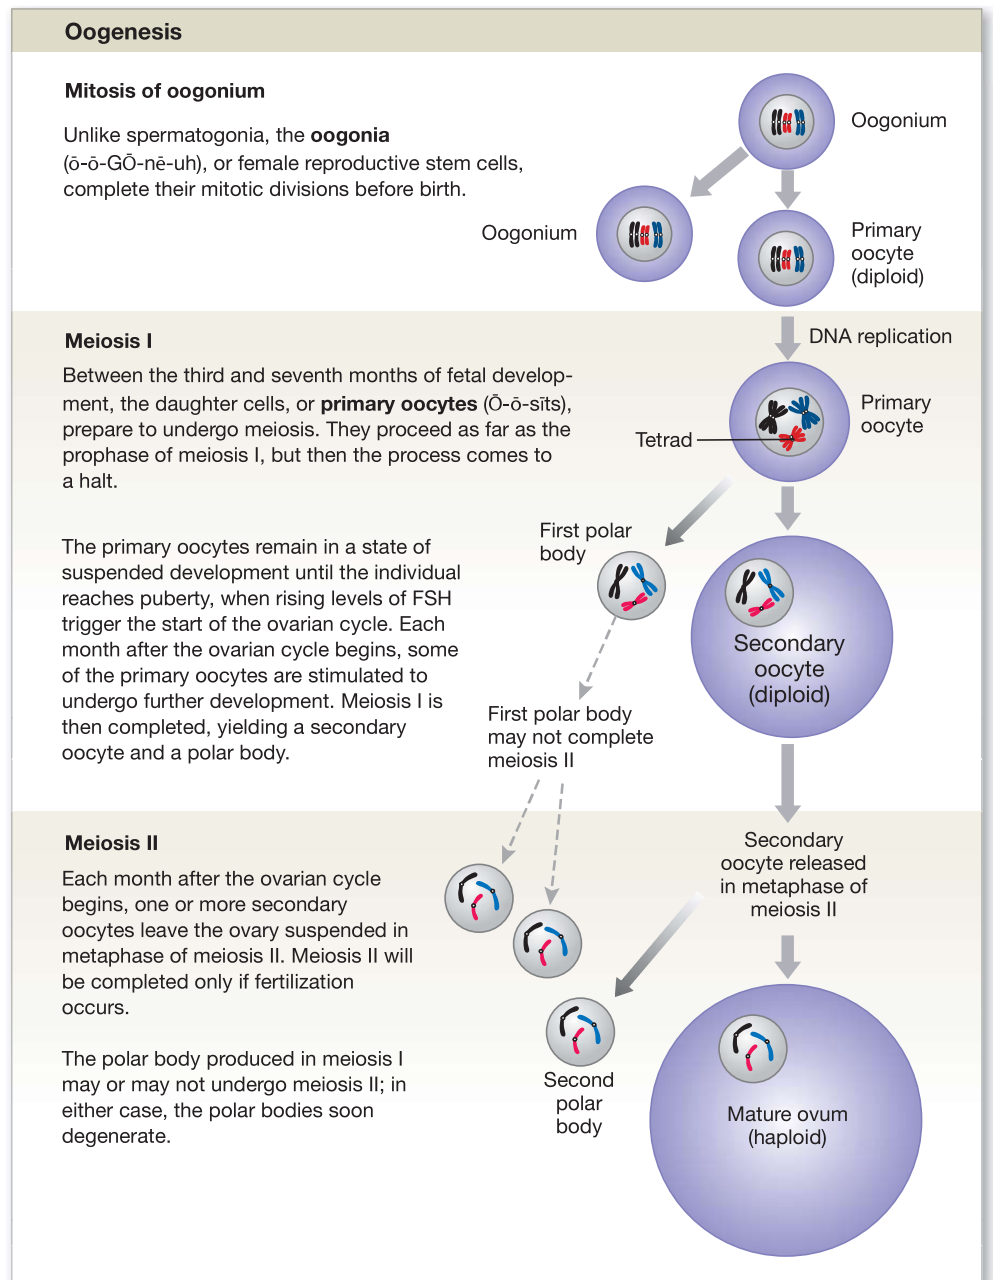 Oogenesis
Mitosis of oogonium
Unlike spermatogonia, the oogonia
(ō-ō-GŌ-nē-uh), or female reproductive stem cells,
complete their mitotic divisions before birth.
Oogonium
Oogonium
Primary
oocyte
(diploid)
Meiosis I
Between the third and seventh months of fetal develop-
ment, the daughter cells, or primary oocytes (Ō-ō-sīts),
prepare to undergo meiosis. They proceed as far as the
prophase of meiosis I, but then the process comes to
a halt.
DNA replication
Primary
oocyte
Tetrad
The primary oocytes remain in a state of
suspended development until the individual
reaches puberty, when rising levels of FSH
trigger the start of the ovarian cycle. Each
month after the ovarian cycle begins, some
of the primary oocytes are stimulated to
undergo further development. Meiosis I is
then completed, yielding a secondary
oocyte and a polar body.
First polar
body
Secondary
oocyte
(diploid)
First polar body
may not complete
meiosis II
Meiosis II
Each month after the ovarian cycle
begins, one or more secondary
oocytes leave the ovary suspended in
metaphase of meiosis II. Meiosis II will
be completed only if fertilization
occurs.
The polar body produced in meiosis I
may or may not undergo meiosis II; in
either case, the polar bodies soon
degenerate.
Secondary
oocyte released
in metaphase of
meiosis II
Second
polar
body
Mature ovum
(haploid)